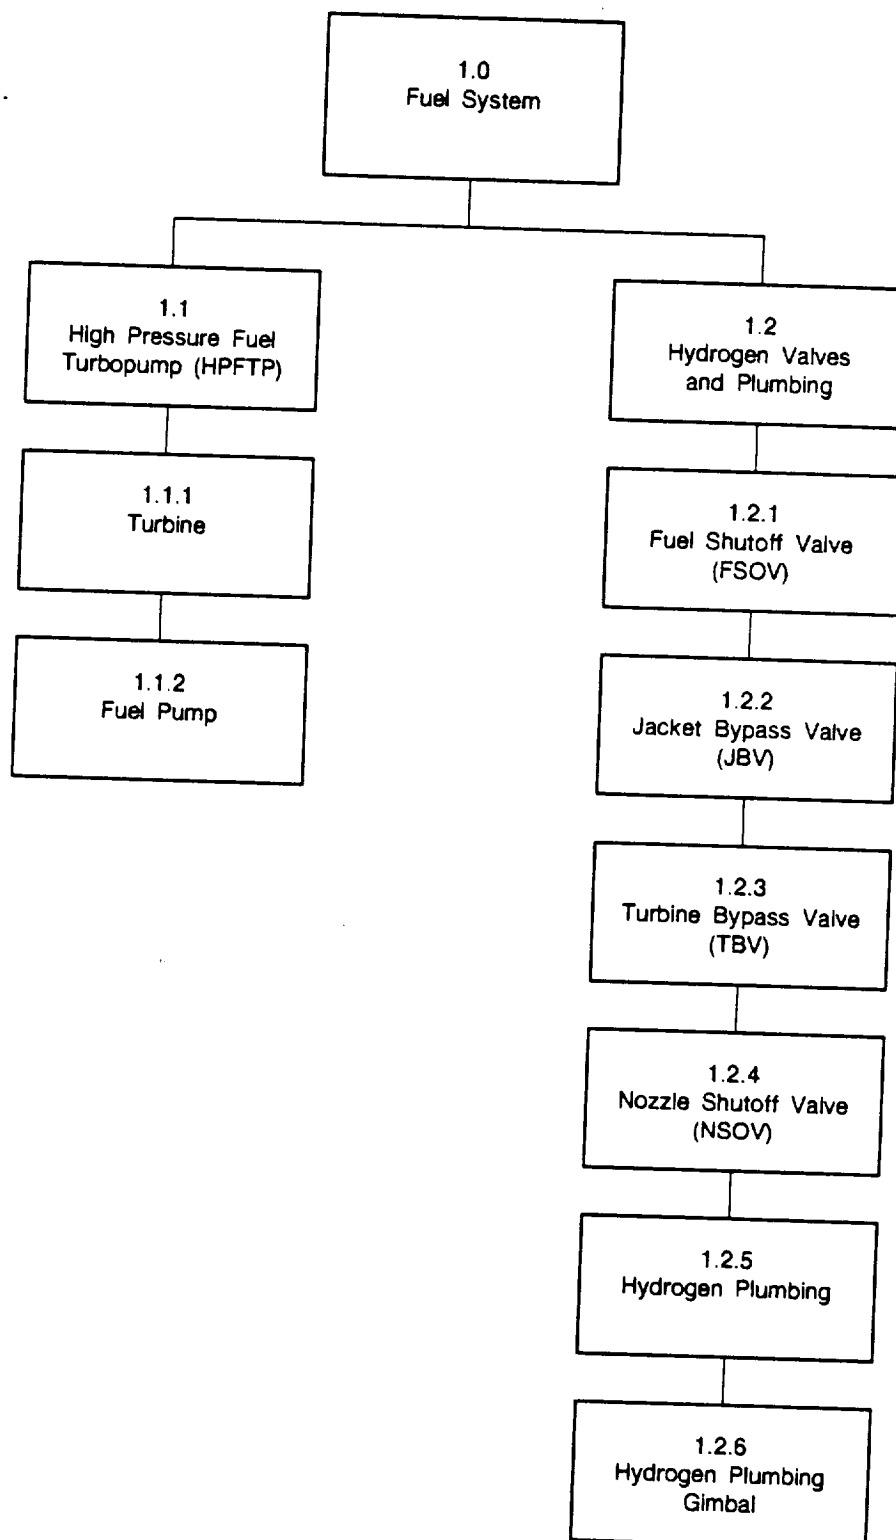 1.0
Fuel System
1.1
High Pressure Fuel
Turbopump (HPFTP)
1.1.1
Turbine
1.1.2
Fuel Pump
1.2
Hydrogen Valves
and Plumbing
1.2.1
Fuel Shutoff Valve
(FSOV)
1.2.2
Jacket Bypass Valve
(JBV)
1.2.3
Turbine Bypass Valve
(TBV)
1.2.4
Nozzle Shutoff Valve
(NSOV)
1.2.5
Hydrogen Plumbing
1.2.6
Hydrogen Plumbing
Gimbal